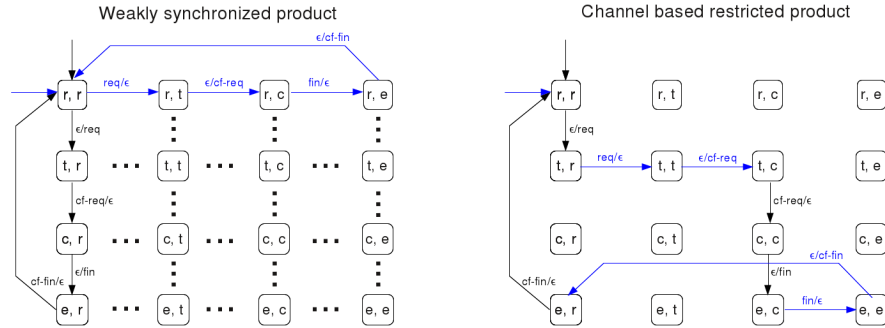 Weakly synchronized product
Channel based restricted product
ϵ/cf-fin
r, r
req/ϵ
r, t
ϵ/cf-req
r, c
fin/ϵ
r, e
ϵ/req
t, r
t, t
t, c
t, e
cf-req/ϵ
c, r
c, t
c, c
c, e
cf-fin/ϵ
ϵ/fin
e, r
e, t
e, c
e, e
r, r
r, t
r, c
r, e
ϵ/req
t, r
req/ϵ
t, t
ϵ/cf-req
t, c
t, e
cf-req/ϵ
c, r
c, t
c, c
c, e
ϵ/cf-fin
cf-fin/ϵ
ϵ/fin
e, r
e, t
e, c
fin/ϵ
e, e